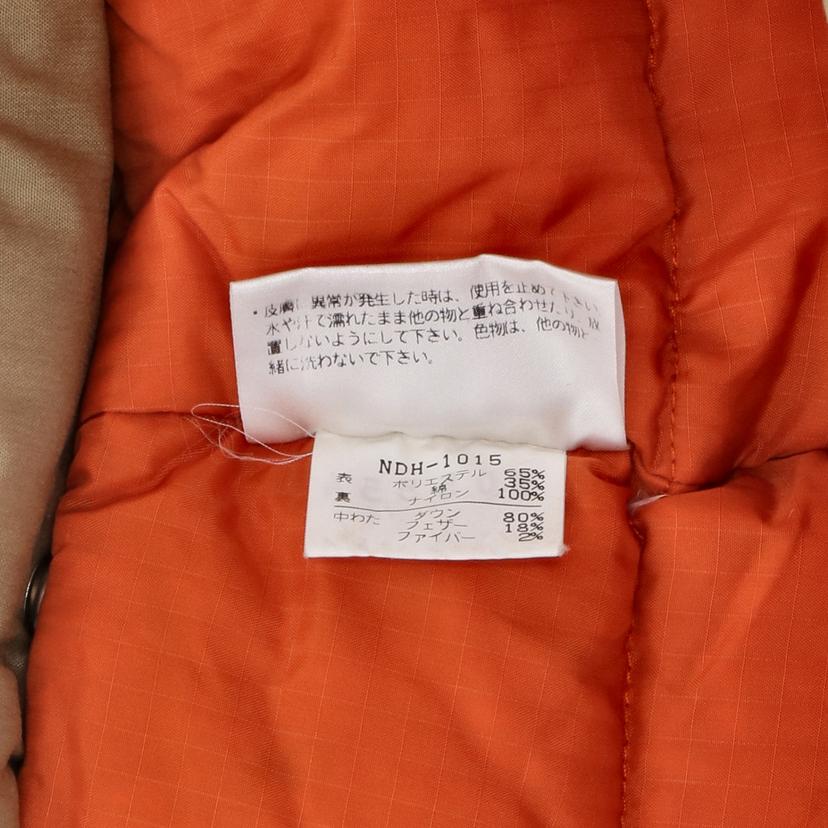 ・皮膚に異常が発生した時は、使用を止めて下さい
水や汗で濡れたまま他の物と重ね合わせたり、放
置しないようにして下さい。色物は、他の物と
緒に洗わないで下さい。
NDH-1015
表 ポリエステル 65%
綿 35%
裏 ナイロン 100%
中わた ダウン 80%
フェザー 18%
ファイバー 2%